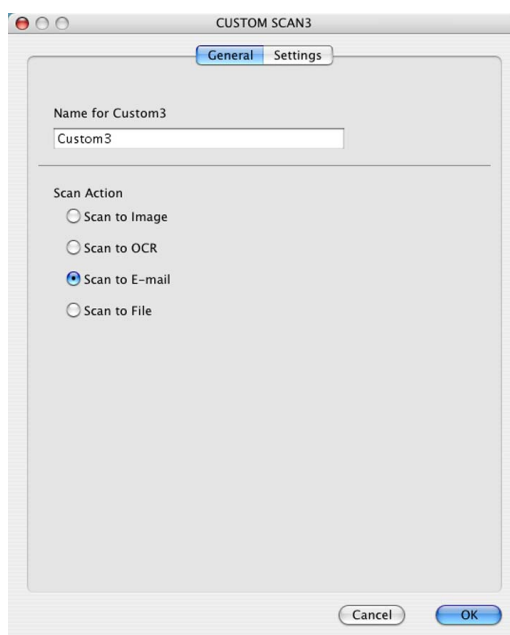 CUSTOM SCAN3
General Settings
Name for Custom3
Custom3
Scan Action
Scan to Image
Scan to OCR
Scan to E-mail
Scan to File
Cancel OK